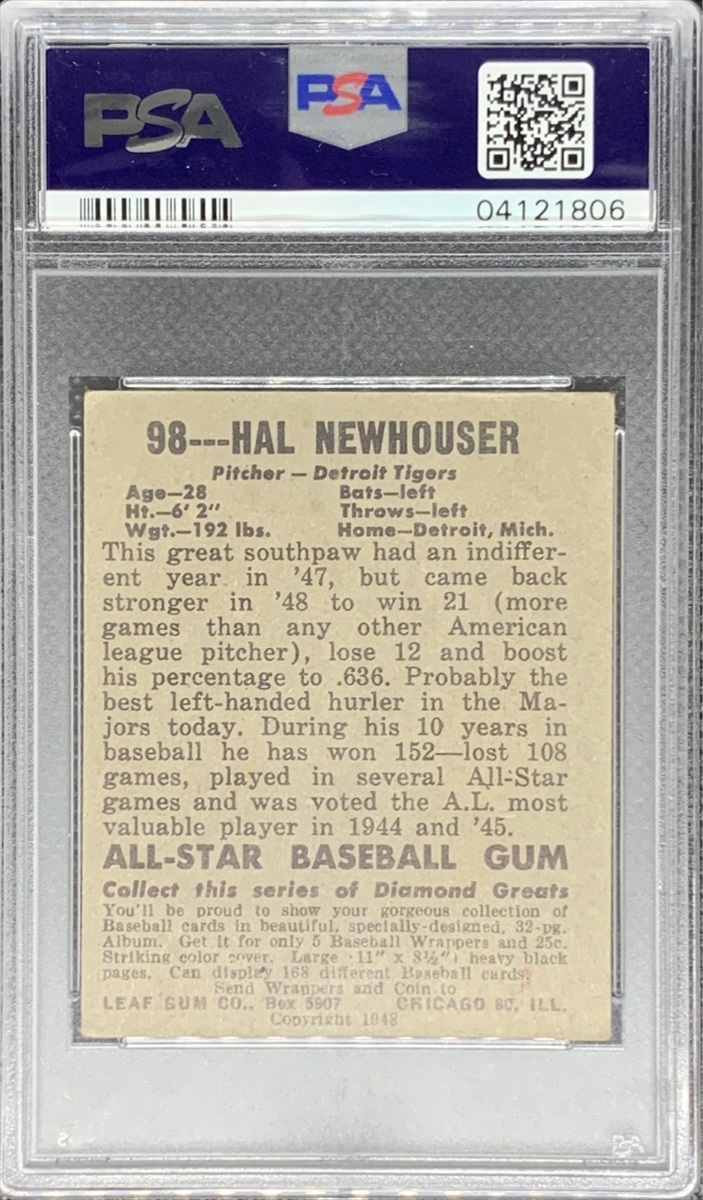 PSA PSA
04121806
98---HAL NEWHOUSER
Pitcher – Detroit Tigers
Age–28 Bats–left
Ht.–6' 2" Throws–left
Wgt.–192 lbs. Home–Detroit, Mich.
This great southpaw had an indiffer-
ent year in '47, but came back
stronger in '48 to win 21 (more
games than any other American
league pitcher), lose 12 and boost
his percentage to .636. Probably the
best left-handed hurler in the Ma-
jors today. During his 10 years in
baseball he has won 152—lost 108
games, played in several All-Star
games and was voted the A.L. most
valuable player in 1944 and '45.
ALL-STAR BASEBALL GUM
Collect this series of Diamond Greats
You'll be proud to show your gorgeous collection of
Baseball cards in beautiful, specially-designed, 32-pg.
Album. Get it for only 5 Baseball Wrappers and 25c.
Striking color cover. Large 11" x 8½" heavy black
pages. Can display 168 different Baseball cards.
Send Wrappers and Coin to
LEAF GUM CO., Box 5907 CHICAGO 80, ILL.
Copyright 1948
PSA